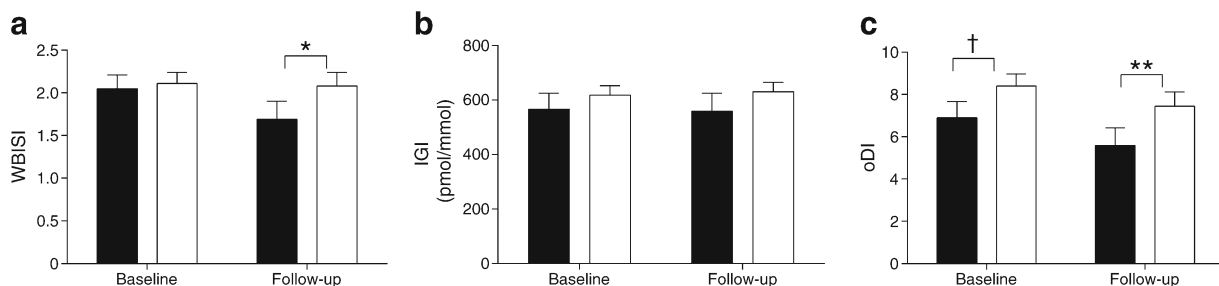 a
WBISI
2.5
2.0
1.5
1.0
0.5
0
*
Baseline Follow-up
b
IGI
(pmol/mmol)
800
600
400
200
0
Baseline Follow-up
c
oDI
10
8
6
4
2
0
†
**
Baseline Follow-up